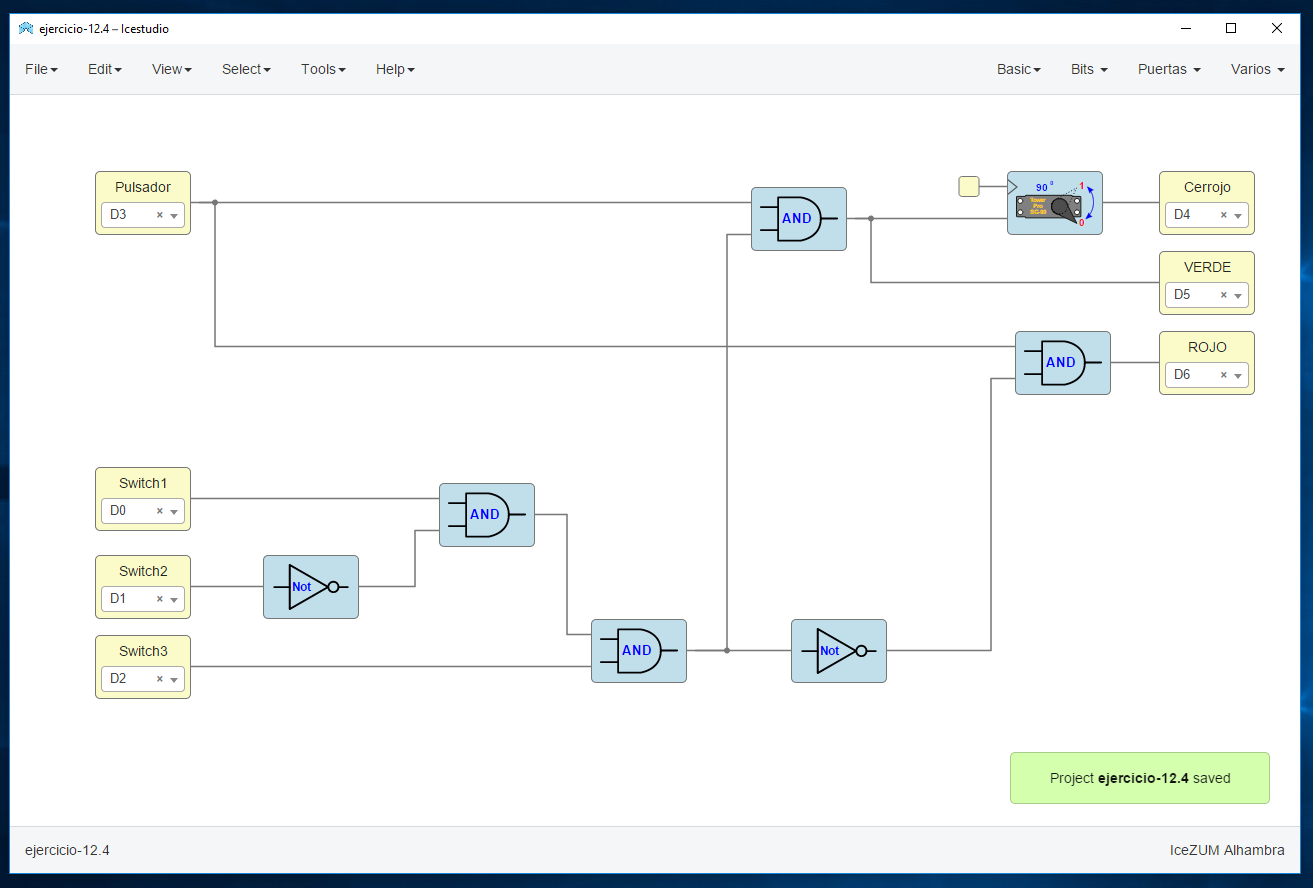 ejercicio-12.4 – Icestudio
File Edit View Select Tools Help Basic Bits Puertas Varios
Pulsador
D3 ×
AND
90 º
1
Tower
Pro
SG-90
0
Cerrojo
D4 ×
VERDE
D5 ×
AND
ROJO
D6 ×
Switch1
D0 ×
AND
Switch2
D1 ×
Not
Switch3
D2 ×
AND
Not
Project ejercicio-12.4 saved
ejercicio-12.4 IceZUM Alhambra